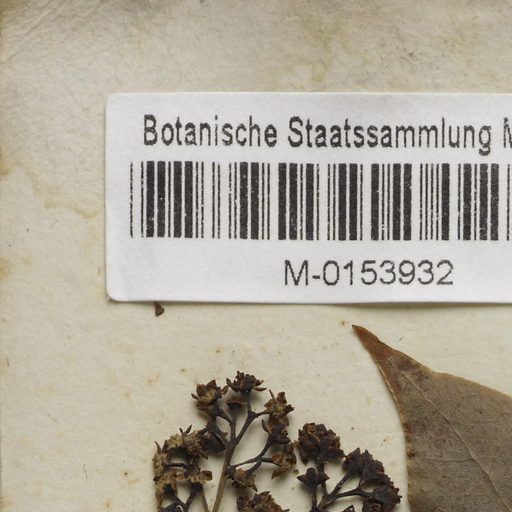 Botanische Staatssammlung
M-0153932